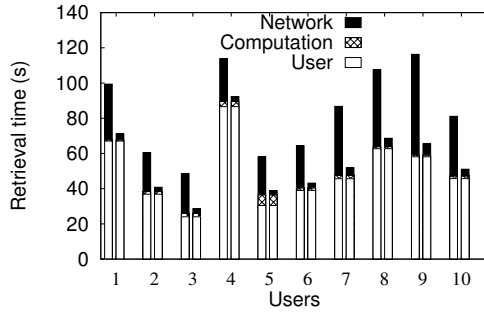 140
120
100
80
60
40
20
0
Retrieval time (s)
Network
Computation
User
1 2 3 4 5 6 7 8 9 10
Users